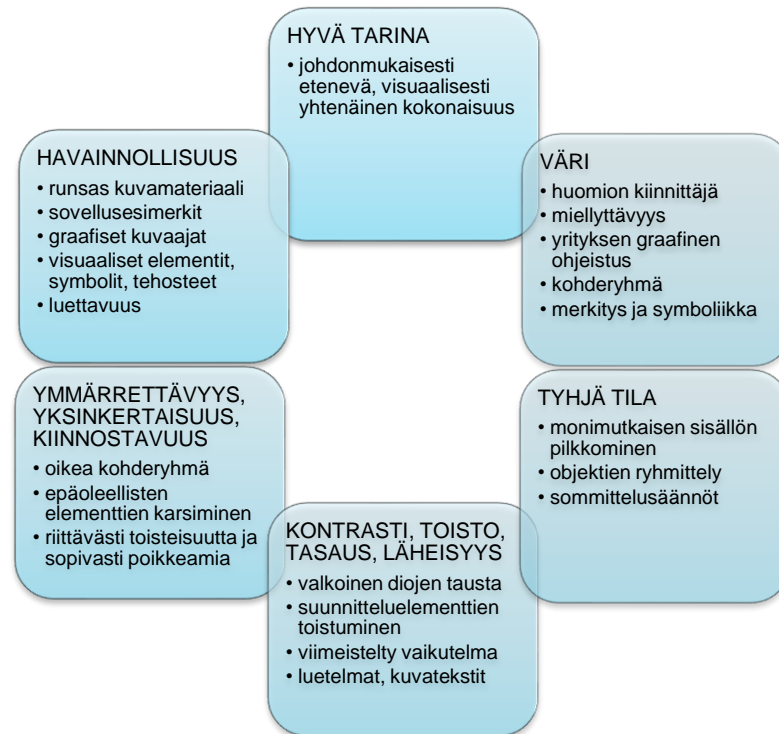 HYVÄ TARINA
• johdonmukaisesti
etenevä, visuaalisesti
yhtenäinen kokonaisuus
HAVAINNOLLISUUS
• runsas kuvamateriaali
• sovellusesimerkit
• graafiset kuvaajat
• visuaaliset elementit,
symbolit, tehosteet
• luettavuus
VÄRI
• huomion kiinnittäjä
• miellyttävyys
• yrityksen graafinen
ohjeistus
• kohderyhmä
• merkitys ja symboliikka
YMMÄRRETTÄVYYS,
YKSINKERTAISUUS,
KIINNOSTAVUUS
• oikea kohderyhmä
• epäoleellisten
elementtien karsiminen
• riittävästi toisteisuutta ja
sopivasti poikkeamia
TYHJÄ TILA
• monimutkaisen sisällön
pilkkominen
• objektien ryhmittely
• sommittelusäännöt
KONTRASTI, TOISTO,
TASAUS, LÄHEISYYS
• valkoinen diojen tausta
• suunnitteluelementtien
toistuminen
• viimeistelty vaikutelma
• luetelmat, kuvatekstit